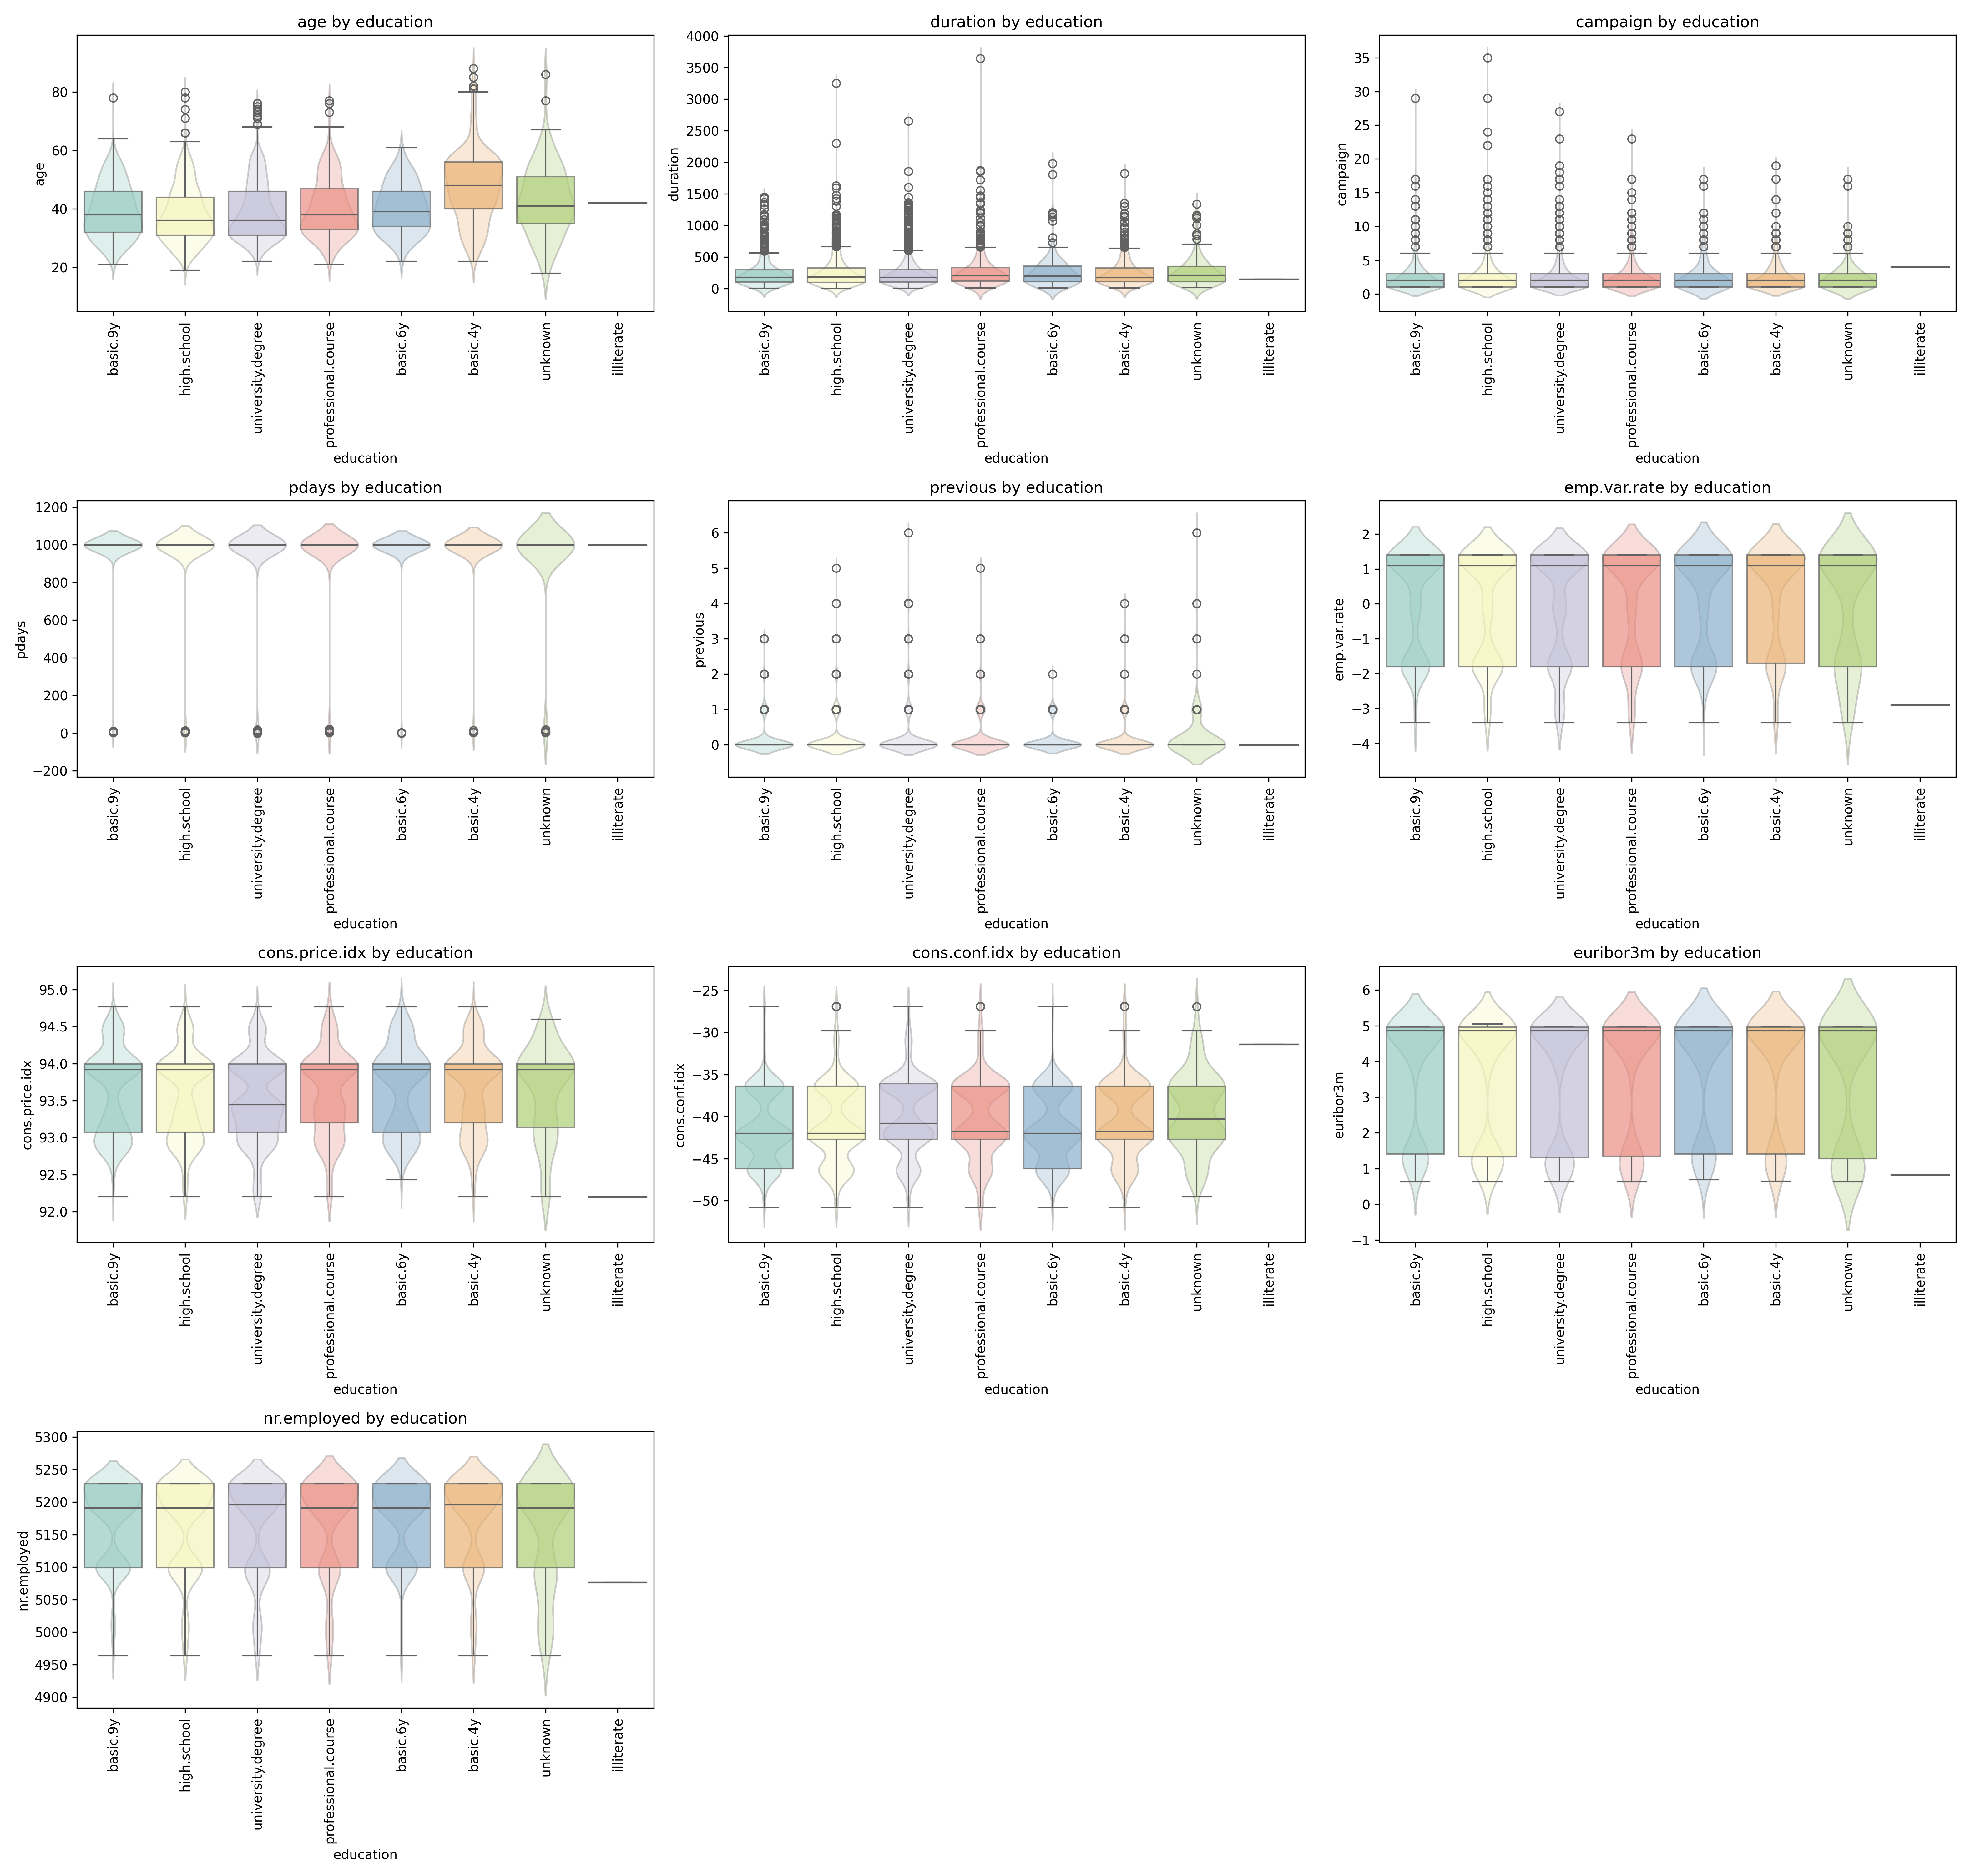 age by education
age
80
60
40
20
basic.9y
high.school
university.degree
professional.course
basic.6y
basic.4y
unknown
illiterate
education
duration by education
duration
4000
3500
3000
2500
2000
1500
1000
500
0
basic.9y
high.school
university.degree
professional.course
basic.6y
basic.4y
unknown
illiterate
education
campaign by education
campaign
35
30
25
20
15
10
5
0
basic.9y
high.school
university.degree
professional.course
basic.6y
basic.4y
unknown
illiterate
education
pdays by education
pdays
1200
1000
800
600
400
200
0
−200
basic.9y
high.school
university.degree
professional.course
basic.6y
basic.4y
unknown
illiterate
education
previous by education
previous
6
5
4
3
2
1
0
basic.9y
high.school
university.degree
professional.course
basic.6y
basic.4y
unknown
illiterate
education
emp.var.rate by education
emp.var.rate
2
1
0
−1
−2
−3
−4
basic.9y
high.school
university.degree
professional.course
basic.6y
basic.4y
unknown
illiterate
education
cons.price.idx by education
cons.price.idx
95.0
94.5
94.0
93.5
93.0
92.5
92.0
basic.9y
high.school
university.degree
professional.course
basic.6y
basic.4y
unknown
illiterate
education
cons.conf.idx by education
cons.conf.idx
−25
−30
−35
−40
−45
−50
basic.9y
high.school
university.degree
professional.course
basic.6y
basic.4y
unknown
illiterate
education
euribor3m by education
euribor3m
6
5
4
3
2
1
0
−1
basic.9y
high.school
university.degree
professional.course
basic.6y
basic.4y
unknown
illiterate
education
nr.employed by education
nr.employed
5300
5250
5200
5150
5100
5050
5000
4950
4900
basic.9y
high.school
university.degree
professional.course
basic.6y
basic.4y
unknown
illiterate
education